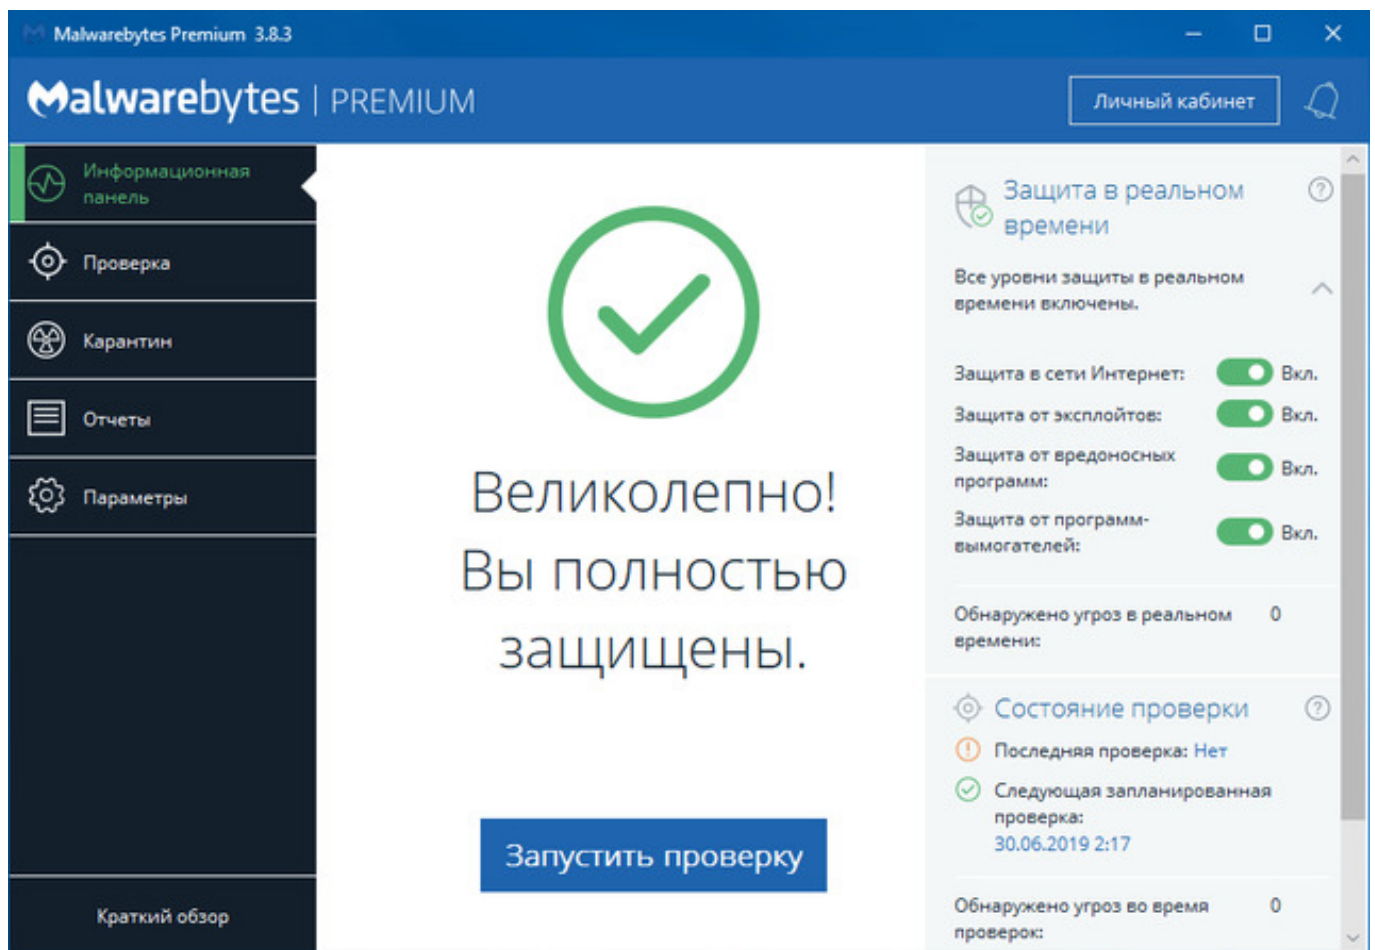 Malwarebytes Premium 3.8.3
Malwarebytes | PREMIUM
Личный кабинет
Информационная
панель
Проверка
Карантин
Отчеты
Параметры
Краткий обзор
Великолепно!
Вы полностью
защищены.
Запустить проверку
Защита в реальном
времени
?
Все уровни защиты в реальном
времени включены.
Защита в сети Интернет: Вкл.
Защита от эксплойтов: Вкл.
Защита от вредоносных
программ: Вкл.
Защита от программ-
вымогателей: Вкл.
Обнаружено угроз в реальном 0
времени:
Состояние проверки ?
Последняя проверка: Нет
Следующая запланированная
проверка:
30.06.2019 2:17
Обнаружено угроз во время 0
проверок: